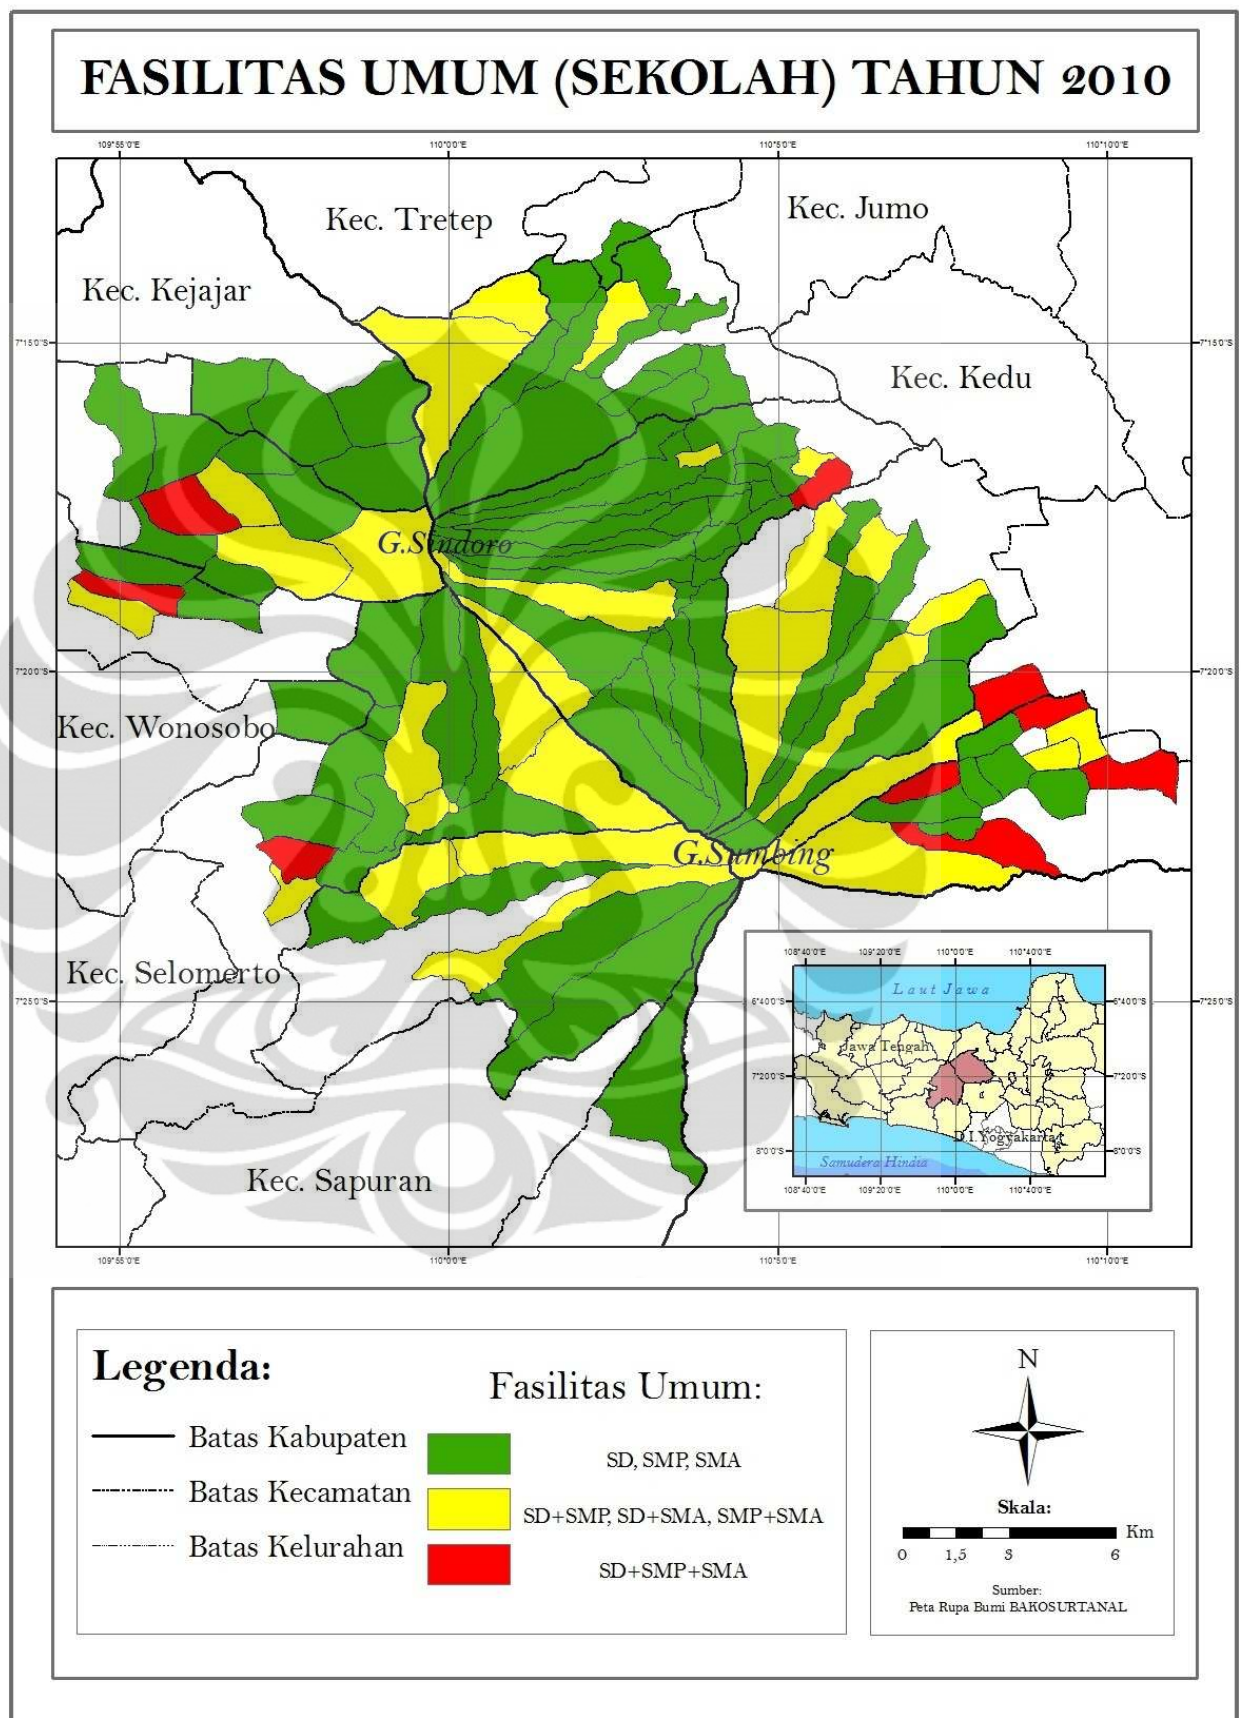 FASILITAS UMUM (SEKOLAH) TAHUN 2010
109°55'0"E 110°0'0"E 110°5'0"E 110°10'0"E
Kec. Tretep
Kec. Jumo
Kec. Kejajar
7°15'0"S 7°15'0"S
Kec. Kedu
G.Sindoro
7°20'0"S 7°20'0"S
Kec. Wonosobo
G.Sumbing
Kec. Selomerto
7°25'0"S 7°25'0"S
Kec. Sapuran
108°40'0"E 109°20'0"E 110°0'0"E 110°40'0"E
Laut Jawa
6°40'0"S 6°40'0"S
Jawa Tengah
7°20'0"S 7°20'0"S
D.I.Yogyakarta
8°0'0"S 8°0'0"S
Samudera Hindia
108°40'0"E 109°20'0"E 110°0'0"E 110°40'0"E
109°55'0"E 110°0'0"E 110°5'0"E 110°10'0"E
Legenda:
Batas Kabupaten
Batas Kecamatan
Batas Kelurahan
Fasilitas Umum:
SD, SMP, SMA
SD+SMP, SD+SMA, SMP+SMA
SD+SMP+SMA
N
Skala:
Km
0 1,5 3 6
Sumber:
Peta Rupa Bumi BAKOSURTANAL